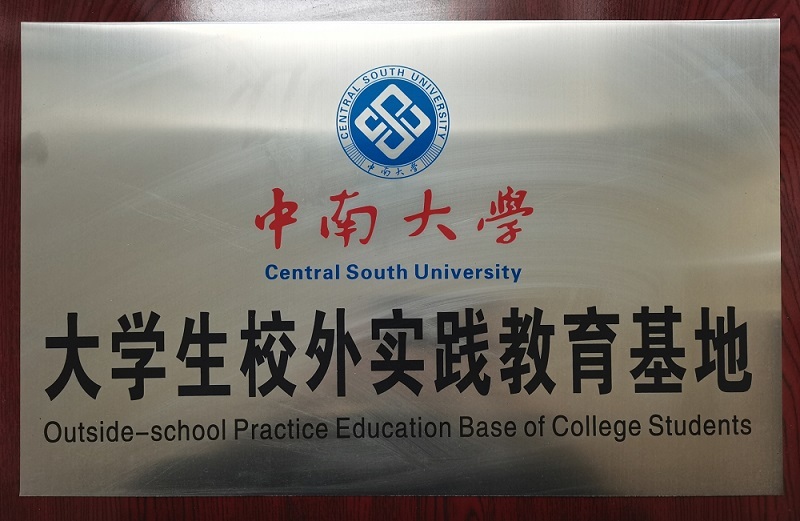 CENTRAL SOUTH UNIVERSITY
中南大学
中南大學
Central South University
大学生校外实践教育基地
Outside-school Practice Education Base of College Students